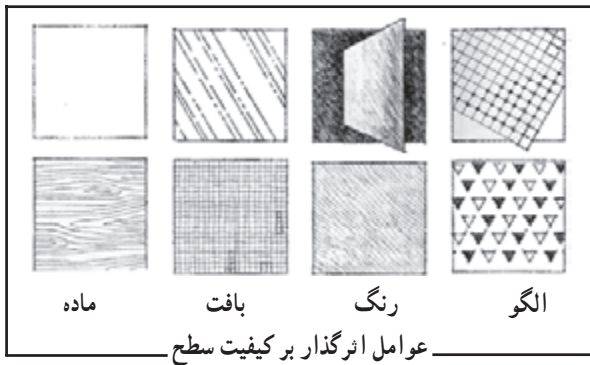 الگو رنگ بافت ماده
عوامل اثرگذار بر کیفیت سطح